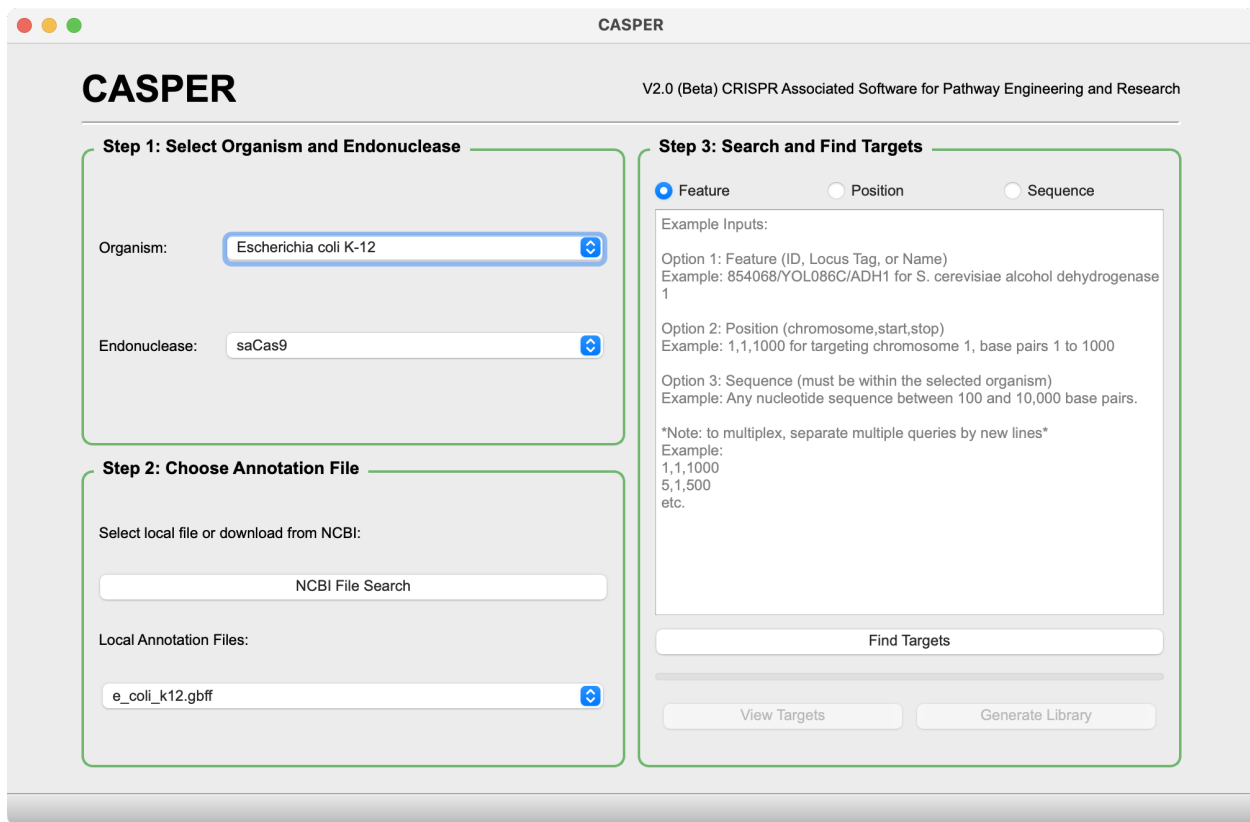 CASPER
CASPER
V2.0 (Beta) CRISPR Associated Software for Pathway Engineering and Research
Step 1: Select Organism and Endonuclease
Organism:
Escherichia coli K-12
Endonuclease:
saCas9
Step 2: Choose Annotation File
Select local file or download from NCBI:
NCBI File Search
Local Annotation Files:
e_coli_k12.gbff
Step 3: Search and Find Targets
Feature
Position
Sequence
Example Inputs:
Option 1: Feature (ID, Locus Tag, or Name)
Example: 854068/YOL086C/ADH1 for S. cerevisiae alcohol dehydrogenase
1
Option 2: Position (chromosome,start,stop)
Example: 1,1,1000 for targeting chromosome 1, base pairs 1 to 1000
Option 3: Sequence (must be within the selected organism)
Example: Any nucleotide sequence between 100 and 10,000 base pairs.
*Note: to multiplex, separate multiple queries by new lines*
Example:
1,1,1000
5,1,500
etc.
Find Targets
View Targets
Generate Library